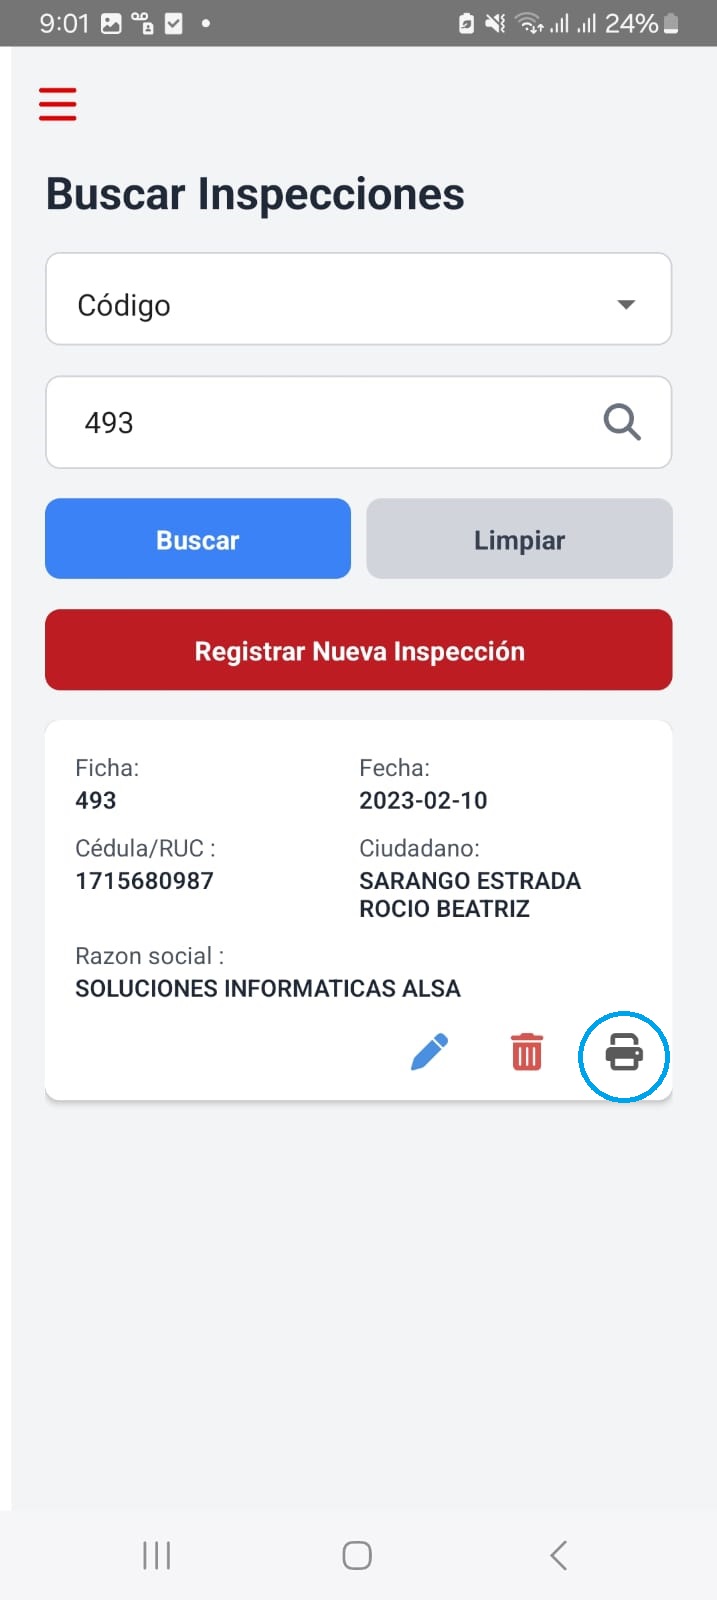 9:01 24%
Buscar Inspecciones
Código
493
Buscar Limpiar
Registrar Nueva Inspección
Ficha: Fecha:
493 2023-02-10
Cédula/RUC : Ciudadano:
1715680987 SARANGO ESTRADA
ROCIO BEATRIZ
Razon social :
SOLUCIONES INFORMATICAS ALSA